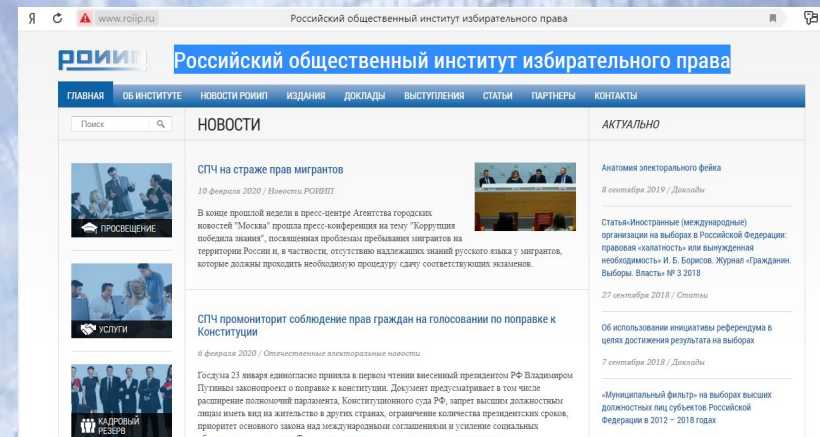 Я www.roiip.ru Российский общественный институт избирательного права
РОИИП Российский общественный институт избирательного права
ГЛАВНАЯ ОБ ИНСТИТУТЕ НОВОСТИ РОИИП ИЗДАНИЯ ДОКЛАДЫ ВЫСТУПЛЕНИЯ СТАТЬИ ПАРТНЕРЫ КОНТАКТЫ
Поиск
ПРОСВЕЩЕНИЕ
УСЛУГИ
КАДРОВЫЙ
РЕЗЕРВ
НОВОСТИ
СПЧ на страже прав мигрантов
10 февраля 2020 / Новости РОИИП
В конце прошлой недели в пресс-центре Агентства городских
новостей "Москва" прошла пресс-конференция на тему "Коррупция
победила знания", посвященная проблемам пребывания мигрантов на
территории России и, в частности, отсутствию надлежащих знаний русского языка у мигрантов,
которые должны проходить необходимую процедуру сдачу соответствующих экзаменов.
СПЧ промониторит соблюдение прав граждан на голосовании по поправке к
Конституции
6 февраля 2020 / Отечественные электоральные новости
Госдума 23 января единогласно приняла в первом чтении внесенный президентом РФ Владимиром
Путиным законопроект о поправке к конституции. Документ предусматривает в том числе
расширение полномочий парламента, Конституционного суда РФ, запрет высшим должностным
лицам иметь вид на жительство в других странах, ограничение количества президентских сроков,
приоритет основного закона над международными соглашениями и усиление социальных
АКТУАЛЬНО
Анатомия электорального фейка
8 сентября 2019 / Доклады
Статья«Иностранные (международные)
организации на выборах в Российской Федерации:
правовая «халатность» или вынужденная
необходимость» И. Б. Борисов. Журнал «Гражданин.
Выборы. Власть» № 3 2018
27 сентября 2018 / Статьи
Об использовании инициативы референдума в
целях достижения результата на выборах
7 сентября 2018 / Доклады
«Муниципальный фильтр» на выборах высших
должностных лиц субъектов Российской
Федерации в 2012 – 2018 годах